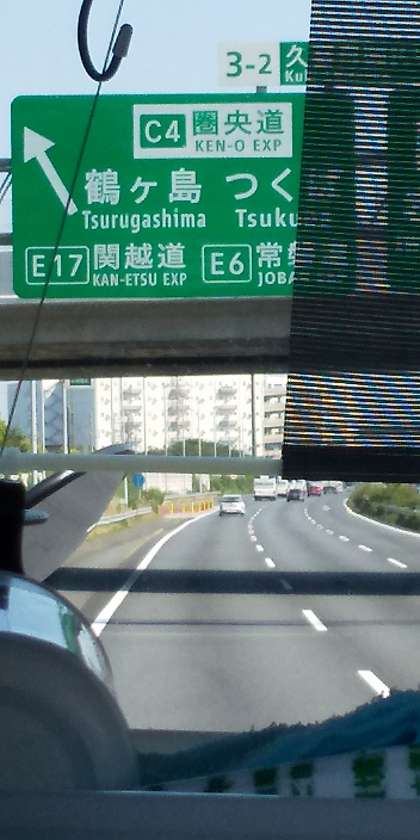 3-2 久
Ku
C4 圏央道
KEN-O EXP
鶴ヶ島 つく
Tsurugashima Tsuku
E17 関越道 E6 常
KAN-ETSU EXP JOBA